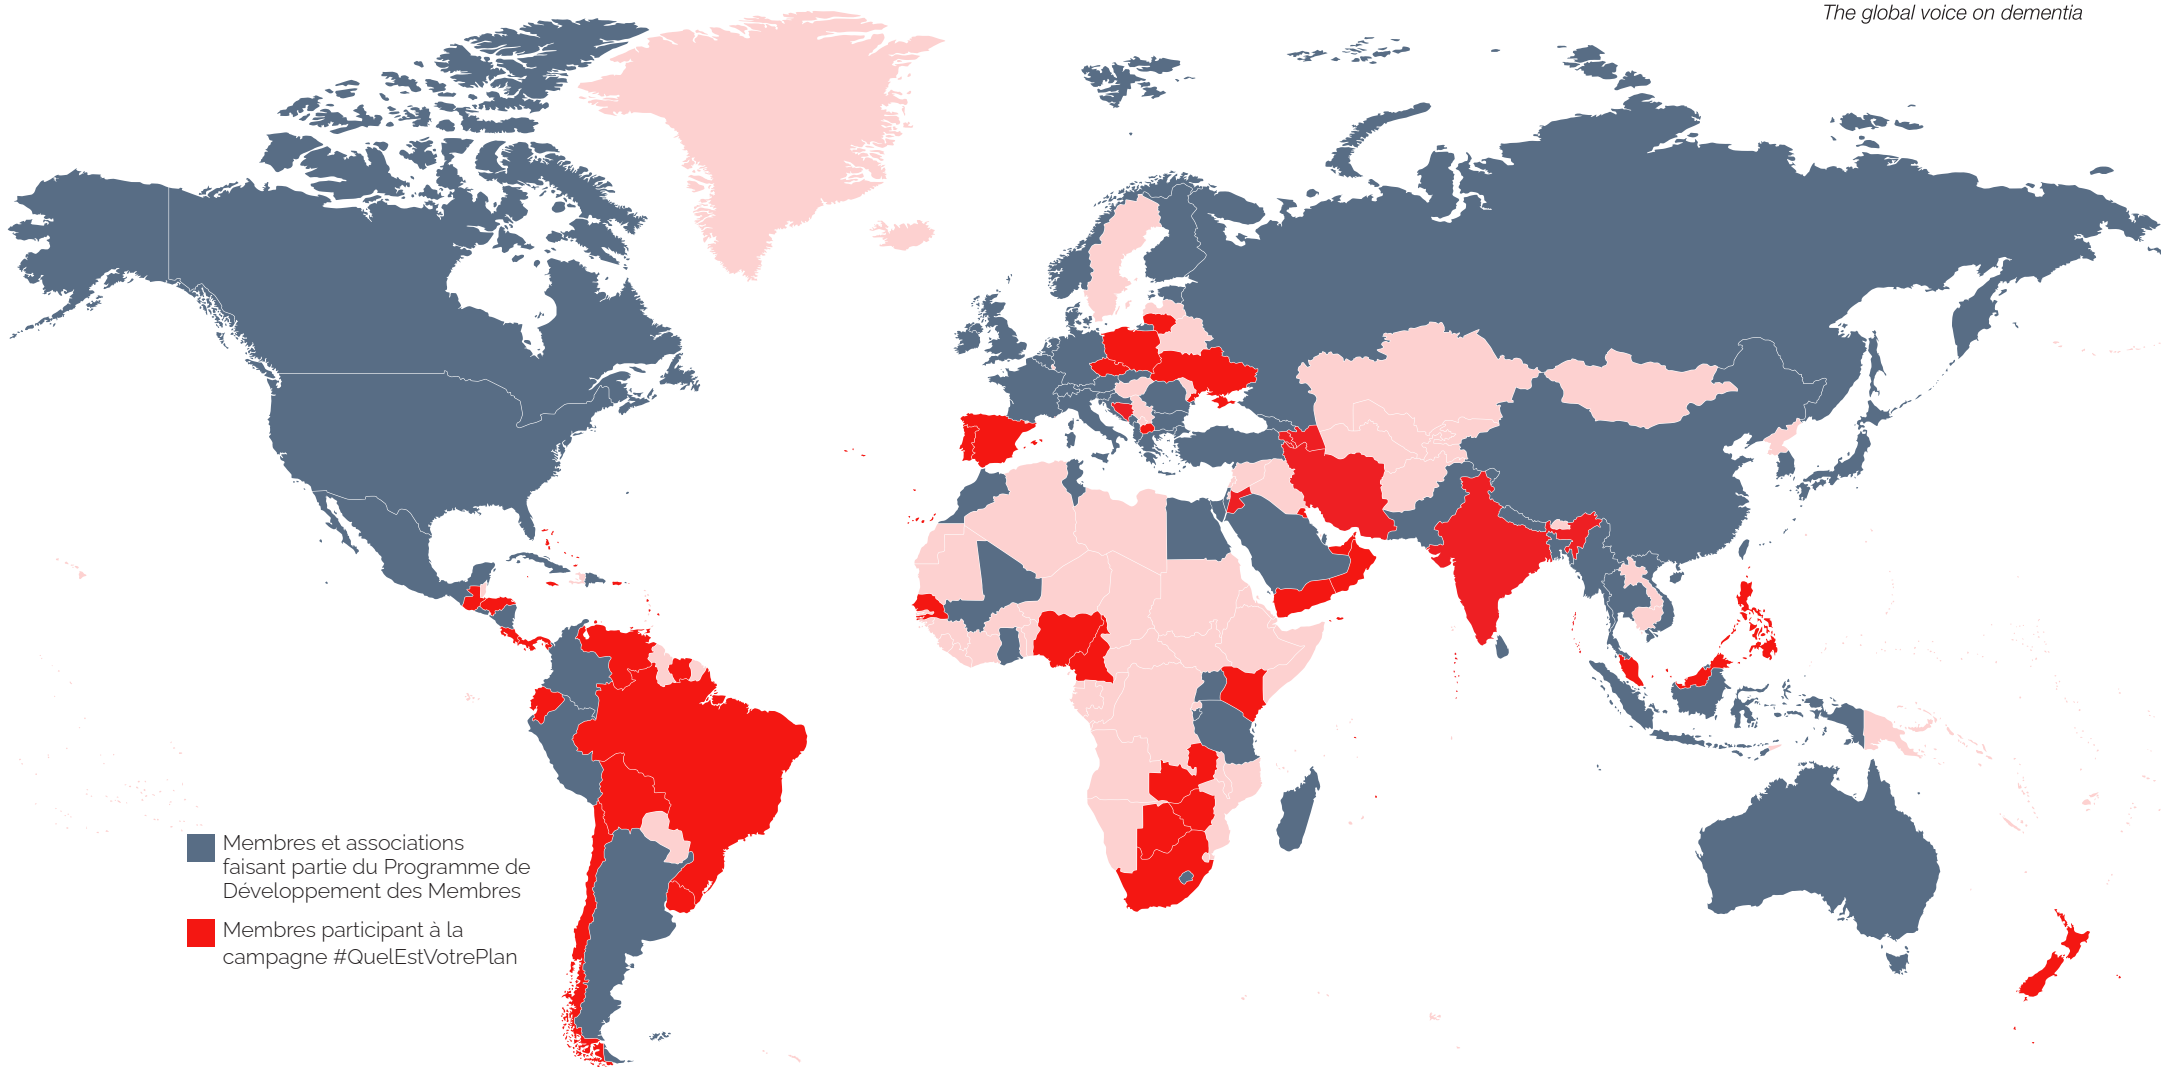 The global voice on dementia
Membres et associations
faisant partie du Programme de
Développement des Membres
Membres participant à la
campagne #QuelEstVotrePlan